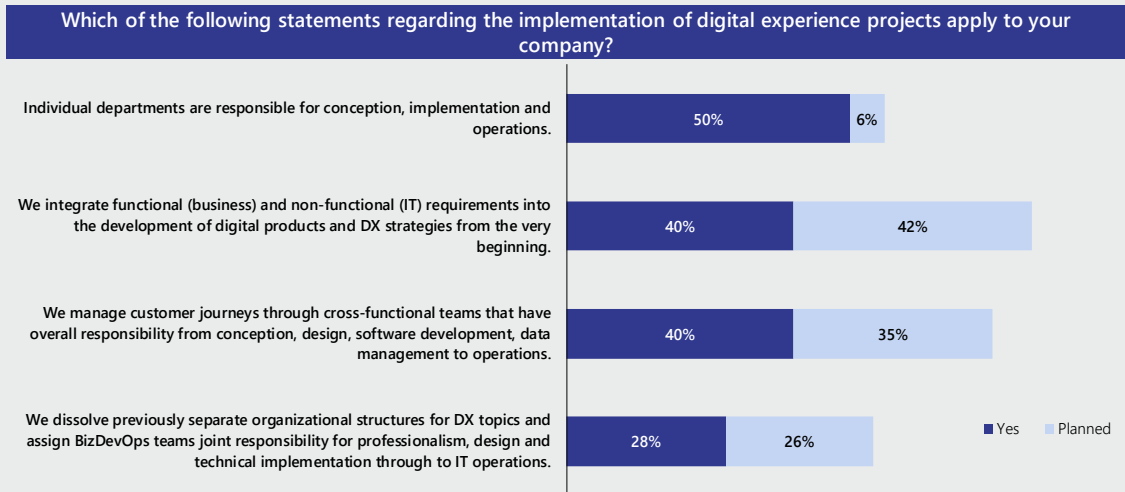 Which of the following statements regarding the implementation of digital experience projects apply to your
company?
Individual departments are responsible for conception, implementation and
operations.
50%
6%
We integrate functional (business) and non-functional (IT) requirements into
the development of digital products and DX strategies from the very
beginning.
40%
42%
We manage customer journeys through cross-functional teams that have
overall responsibility from conception, design, software development, data
management to operations.
40%
35%
We dissolve previously separate organizational structures for DX topics and
assign BizDevOps teams joint responsibility for professionalism, design and
technical implementation through to IT operations.
28%
26%
Yes
Planned